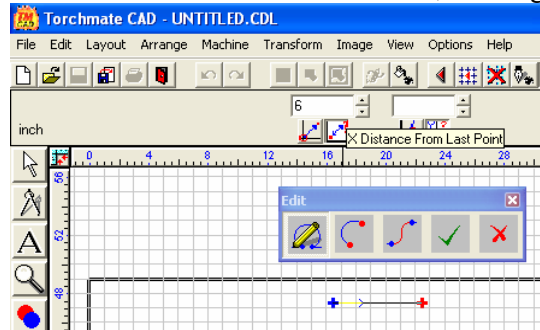 Torchmate CAD - UNTITLED.CDL
File Edit Layout Arrange Machine Transform Image View Options Help
6
inch
X Distance From Last Point
0 4 8 12 16 20 24 28
56
Edit
A
52
48